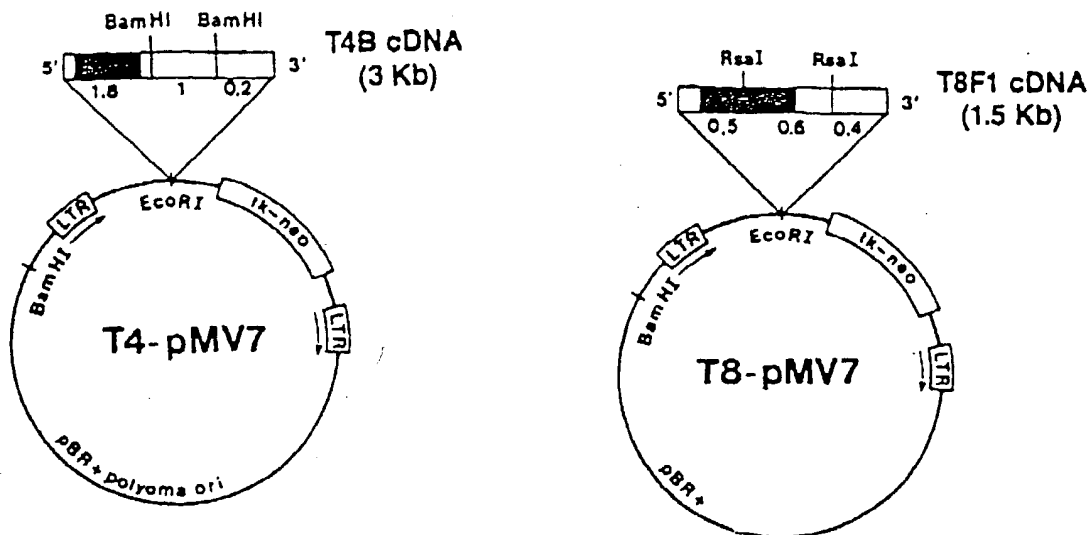 BamHI BamHI
T4B cDNA
(3 Kb)
5' 3'
1.8 1 0,2
EcoRI
LTR
tk-neo
BamHI
LTR
T4-pMV7
pBR+polyoma ori
RsaI RsaI
T8F1 cDNA
(1.5 Kb)
5' 3'
0,5 0.6 0.4
EcoRI
LTR
tk-neo
BamHI
LTR
T8-pMV7
pBR+